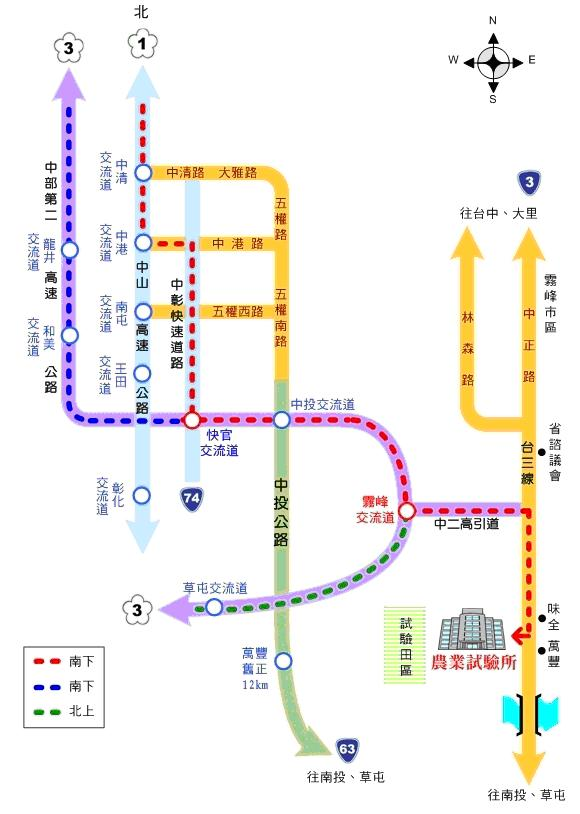 北
3
1
N
W
E
S
中清
交流道
中清路 大雅路
五權路
3
往台中、大里
中部第二高速公路
龍井
交流道
中港
交流道
中港路
中山高速公路
中彰快速道路
霧峰市區
和美
交流道
南屯
交流道
五權西路
五權南路
林森路
中正路
王田
交流道
快官
交流道
中投交流道
省諮議會
台三線
彰化
交流道
74
中投公路
霧峰
交流道
中二高引道
草屯交流道
3
試驗田區
農業試驗所
味全
萬豐
萬豐
舊正
12km
南下
南下
北上
63
往南投、草屯
往南投、草屯